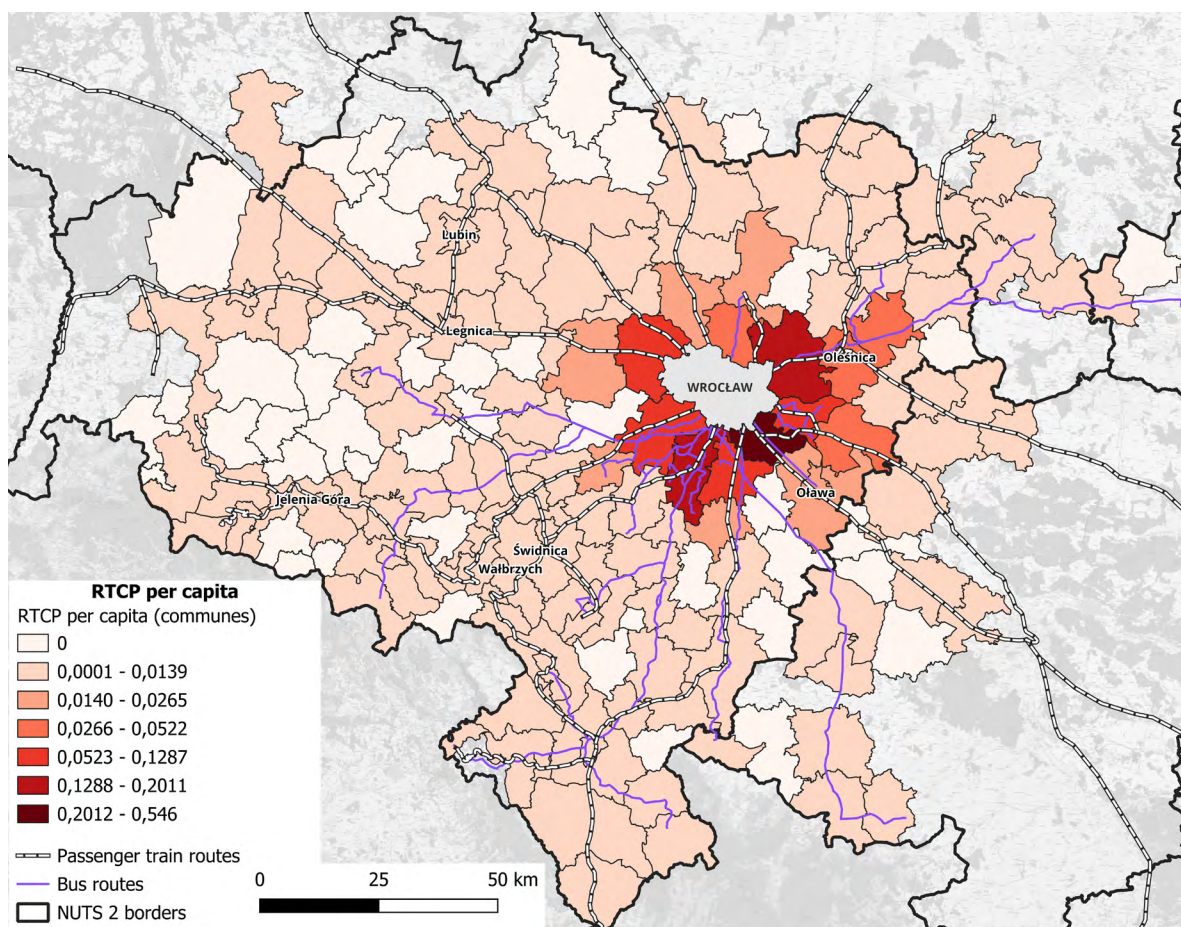 Lubin
Legnica
WROCŁAW
Oleśnica
Jelenia Góra
Oława
Świdnica
Wałbrzych
RTCP per capita
RTCP per capita (communes)
0
0,0001 - 0,0139
0,0140 - 0,0265
0,0266 - 0,0522
0,0523 - 0,1287
0,1288 - 0,2011
0,2012 - 0,546
Passenger train routes
Bus routes
NUTS 2 borders
0 25 50 km